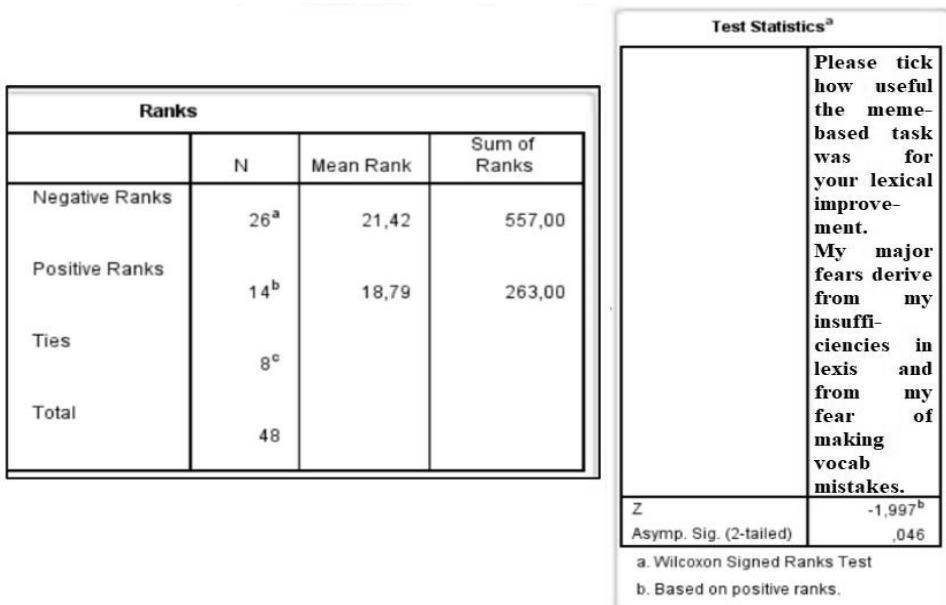 Ranks
N Mean Rank Sum of Ranks
Negative Ranks 26a 21,42 557,00
Positive Ranks 14b 18,79 263,00
Ties 8c
Total 48
Test Statisticsa
Please tick
how useful
the meme-
based task
was for
your lexical
improve-
ment.
My major
fears derive
from my
insuffi-
ciencies in
lexis and
from my
fear of
making
vocab
mistakes.
Z -1,997b
Asymp. Sig. (2-tailed) ,046
a. Wilcoxon Signed Ranks Test
b. Based on positive ranks.